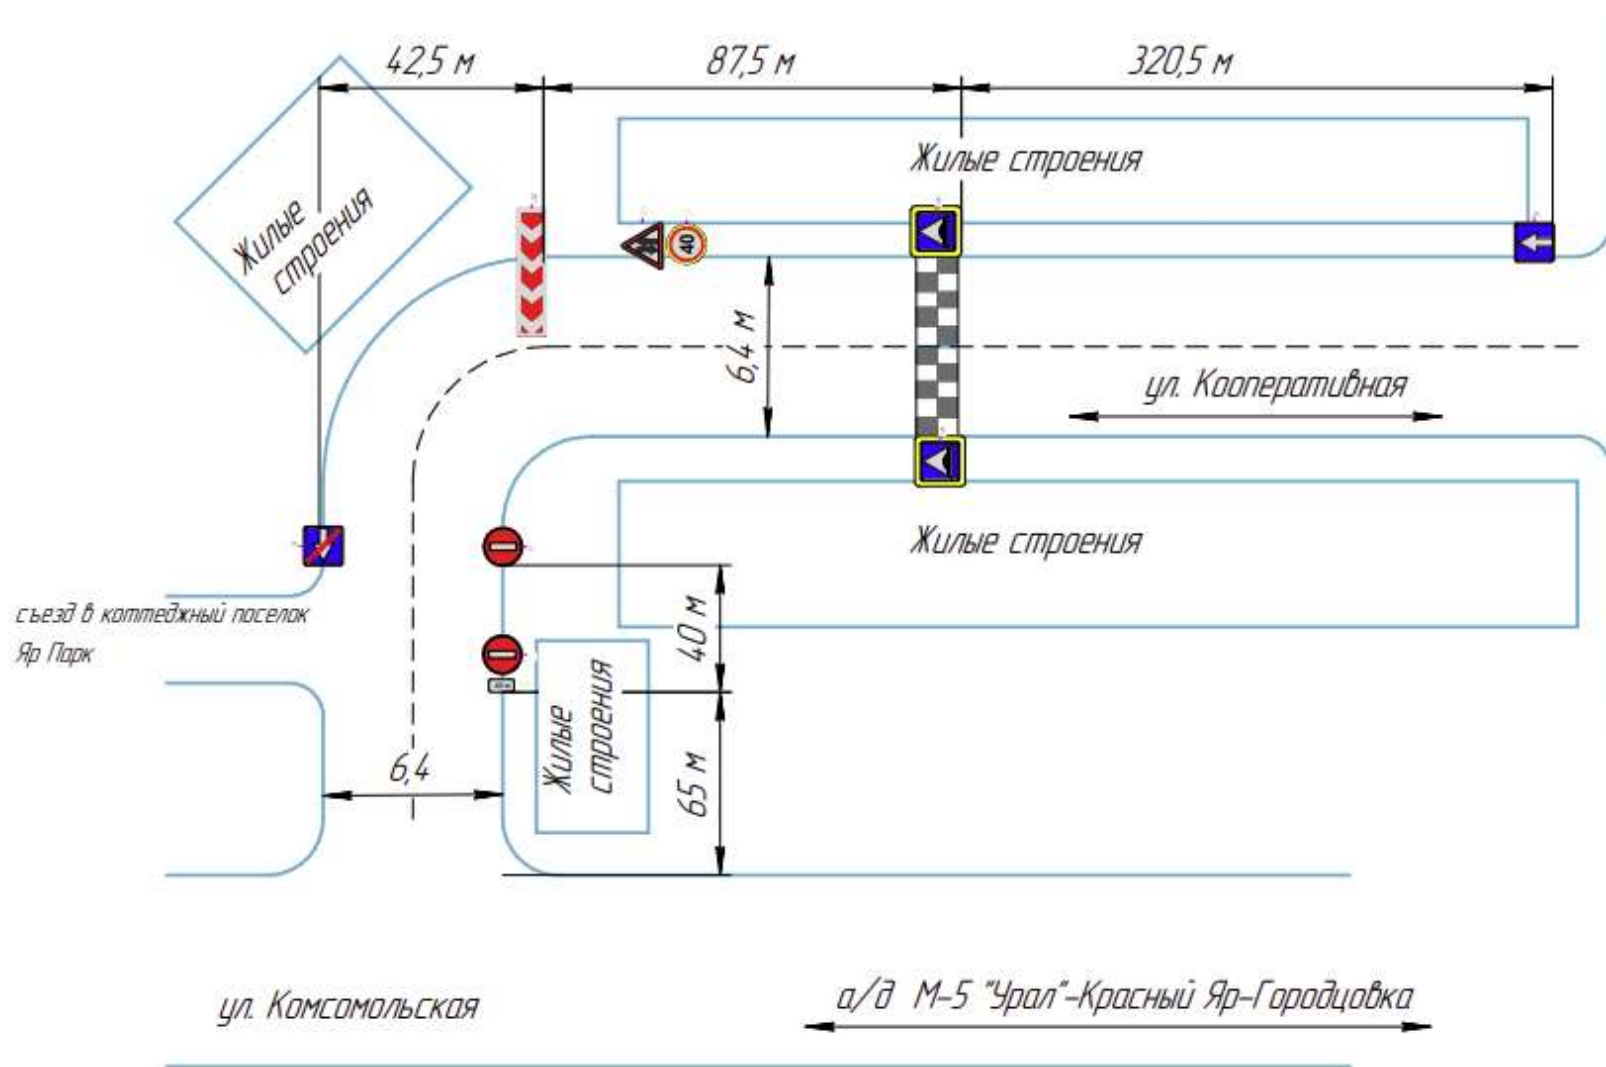 42,5 м
87,5 м
320,5 м
Жилые строения
Жилые
строения
40
6,4 м
ул. Кооперативная
Жилые строения
съезд в коттеджный поселок
Яр Парк
40 м
Жилые
строения
6,4
65 м
ул. Комсомольская
а/д М-5 "Урал"-Красный Яр-Городцовка